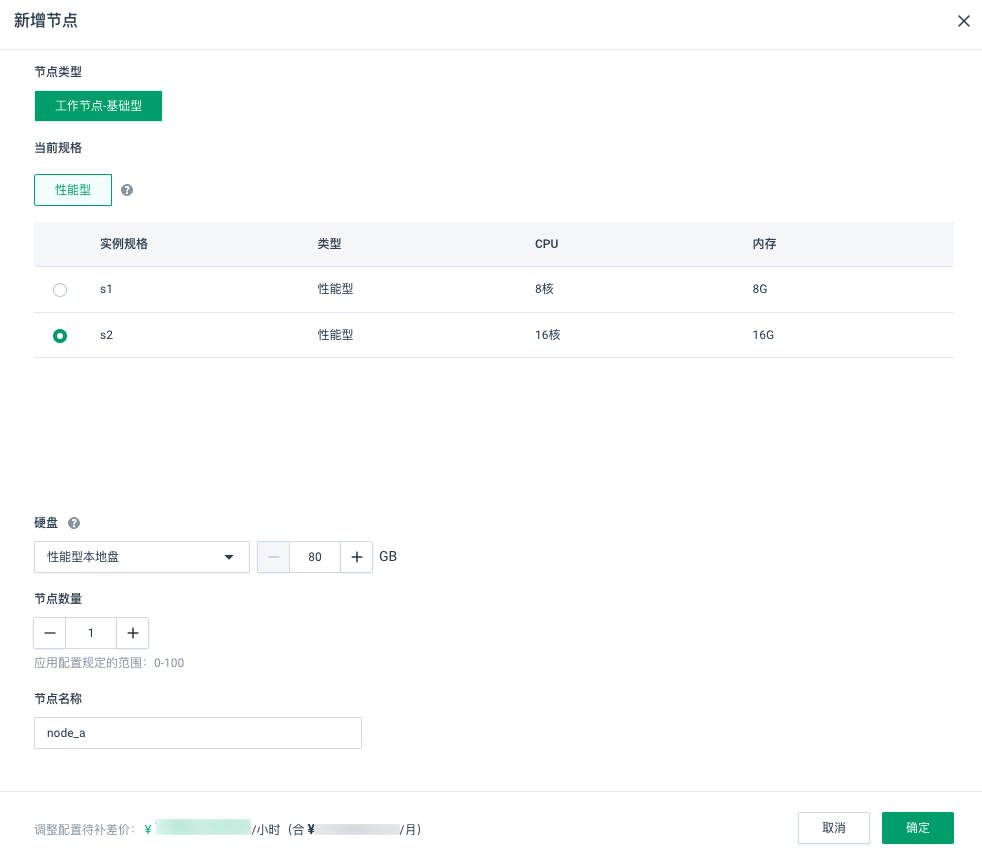 新增节点
节点类型
工作节点-基础型
当前规格
性能型
实例规格 类型 CPU 内存
s1 性能型 8核 8G
s2 性能型 16核 16G
硬盘
性能型本地盘 80 GB
节点数量
1
应用配置规定的范围：0-100
节点名称
node_a
调整配置待补差价：¥ /小时（合 ¥ /月）
取消 确定